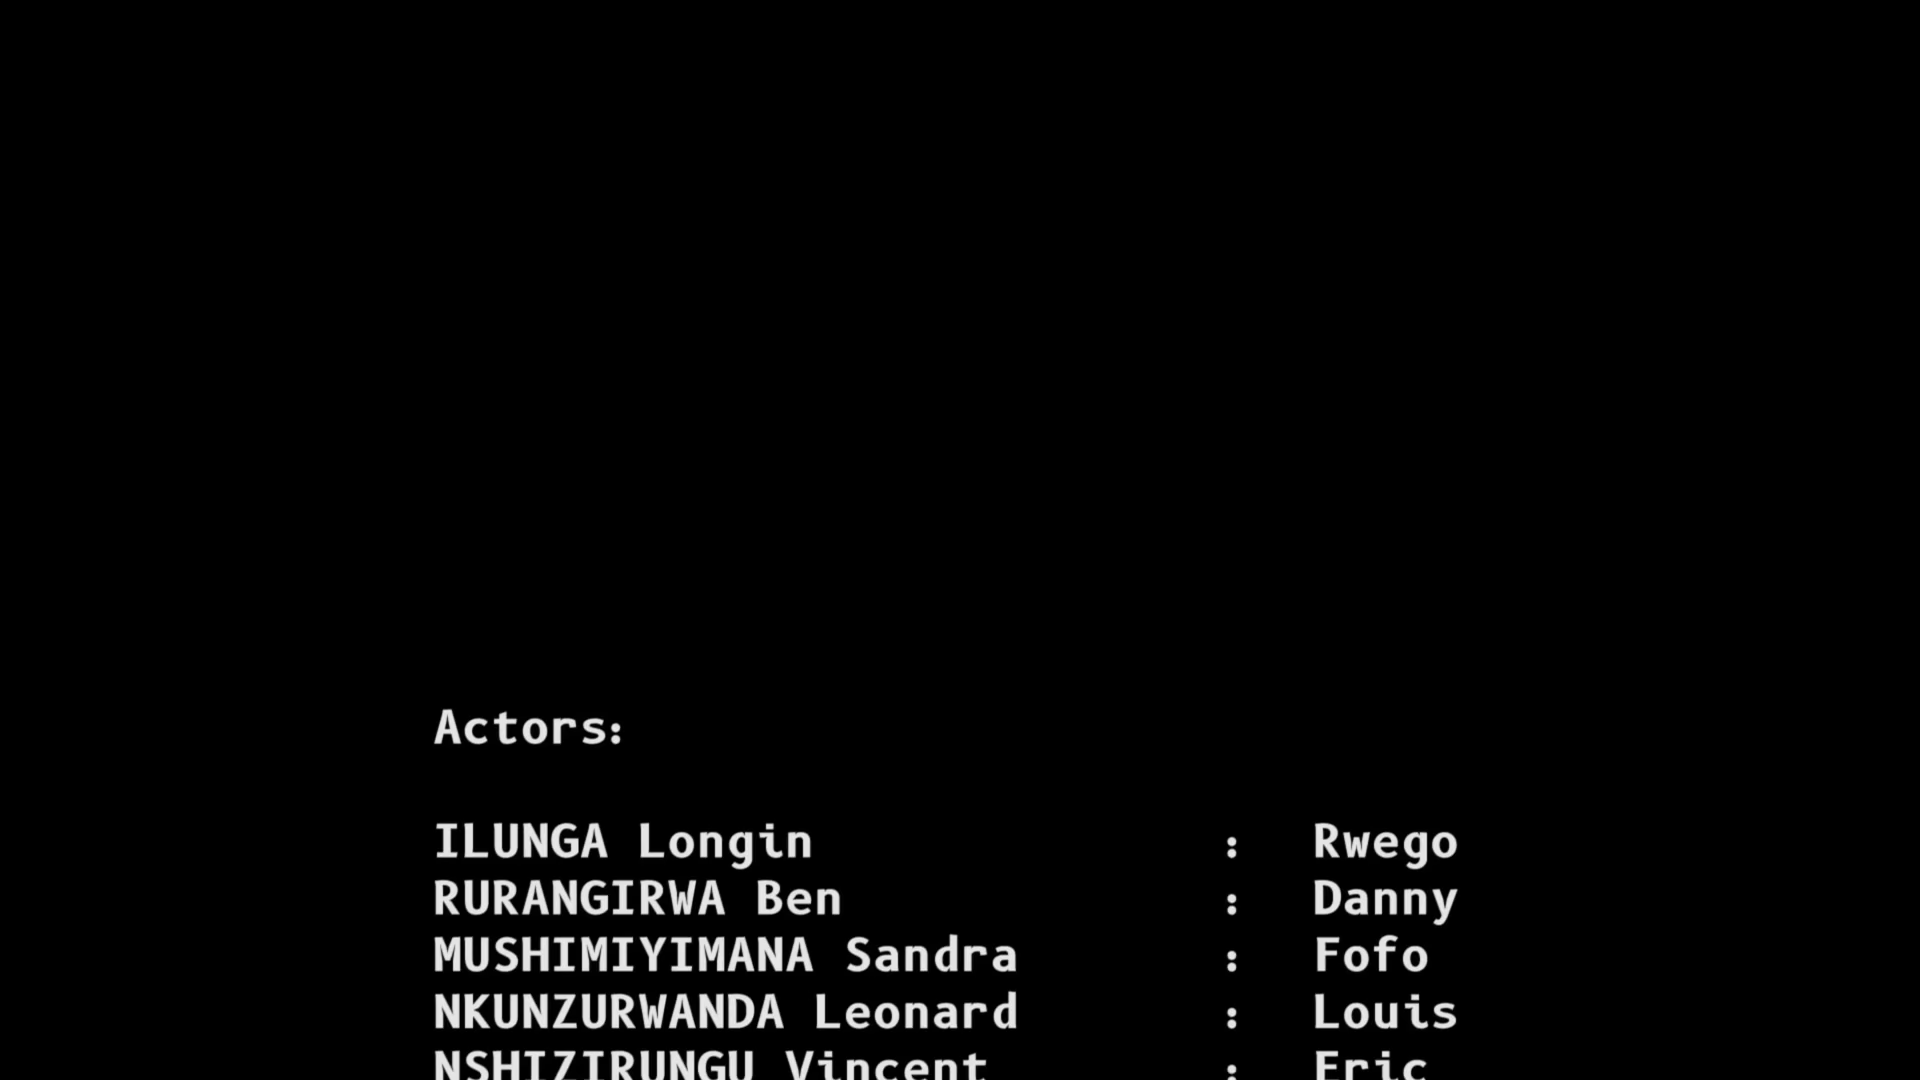 Actors:
ILUNGA Longin : Rwego
RURANGIRWA Ben : Danny
MUSHIMIYIMANA Sandra : Fofo
NKUNZURWANDA Leonard : Louis
NSHIZIRUNGU Vincent : Eric